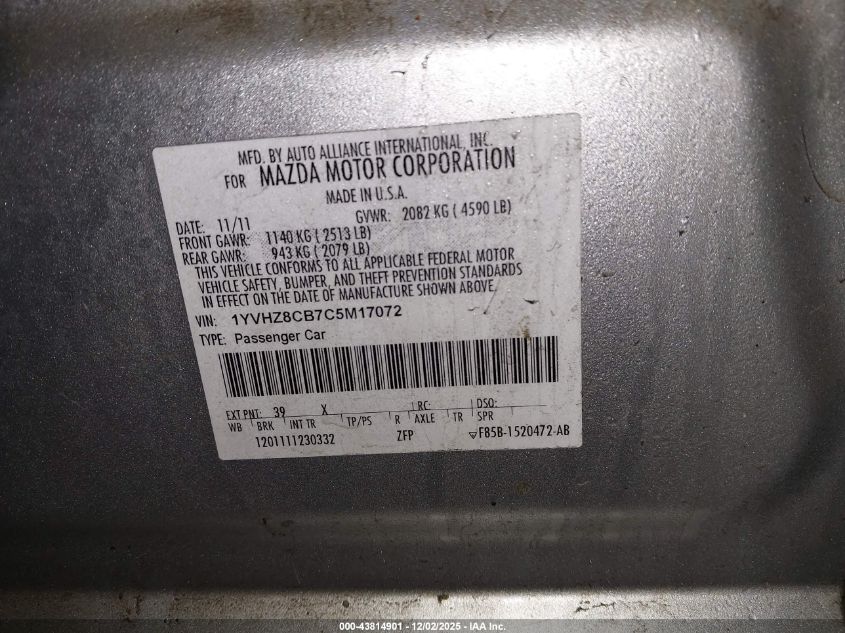 MFD. BY AUTO ALLIANCE INTERNATIONAL, INC.
FOR MAZDA MOTOR CORPORATION
MADE IN U.S.A.
DATE: 11/11 GVWR: 2082 KG ( 4590 LB)
FRONT GAWR: 1140 KG ( 2513 LB)
REAR GAWR: 943 KG ( 2079 LB)
THIS VEHICLE CONFORMS TO ALL APPLICABLE FEDERAL MOTOR
VEHICLE SAFETY, BUMPER, AND THEFT PREVENTION STANDARDS
IN EFFECT ON THE DATE OF MANUFACTURE SHOWN ABOVE.
VIN: 1YVHZ8CB7C5M17072
TYPE: Passenger Car
EXT PNT: 39 X RC: DSO:
WB BRK INT TR TP/PS R AXLE TR SPR
1201111230332 ZFP F85B-1520472-AB
000-43814901 - 12/02/2025 - IAA Inc.